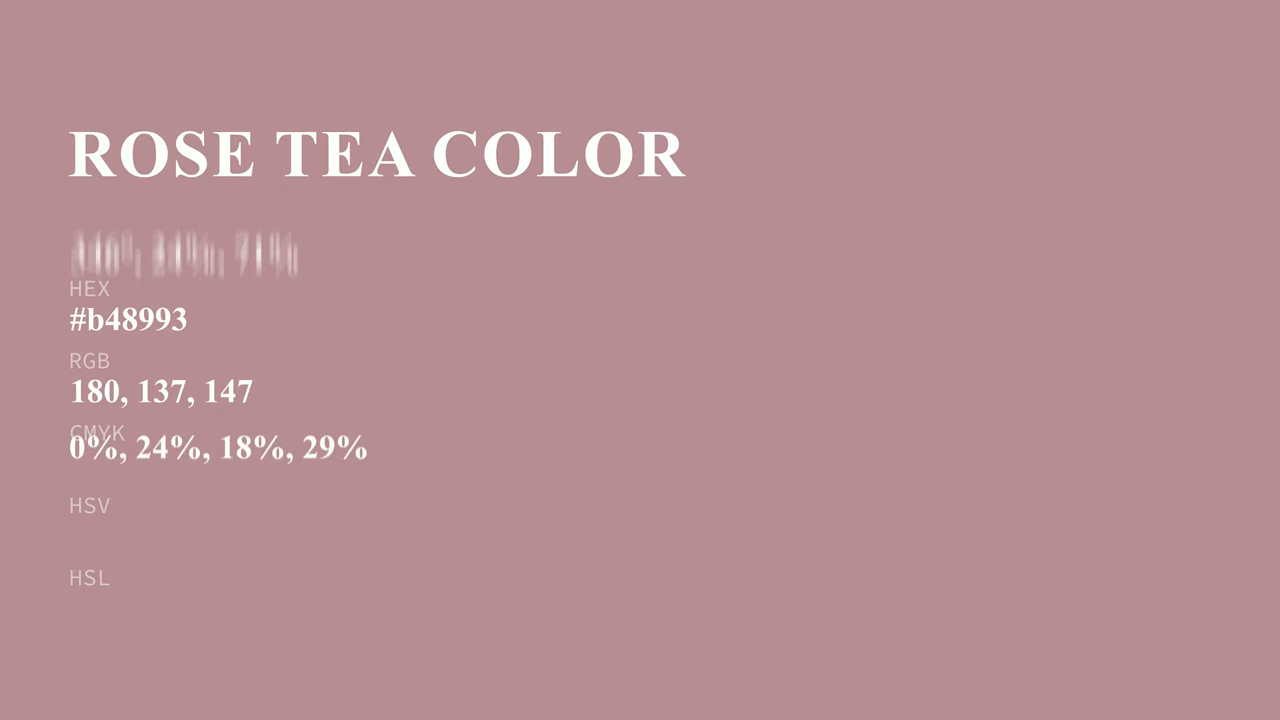 ROSE TEA COLOR
HEX
#b48993
RGB
180, 137, 147
CMYK
0%, 24%, 18%, 29%
HSV
HSL